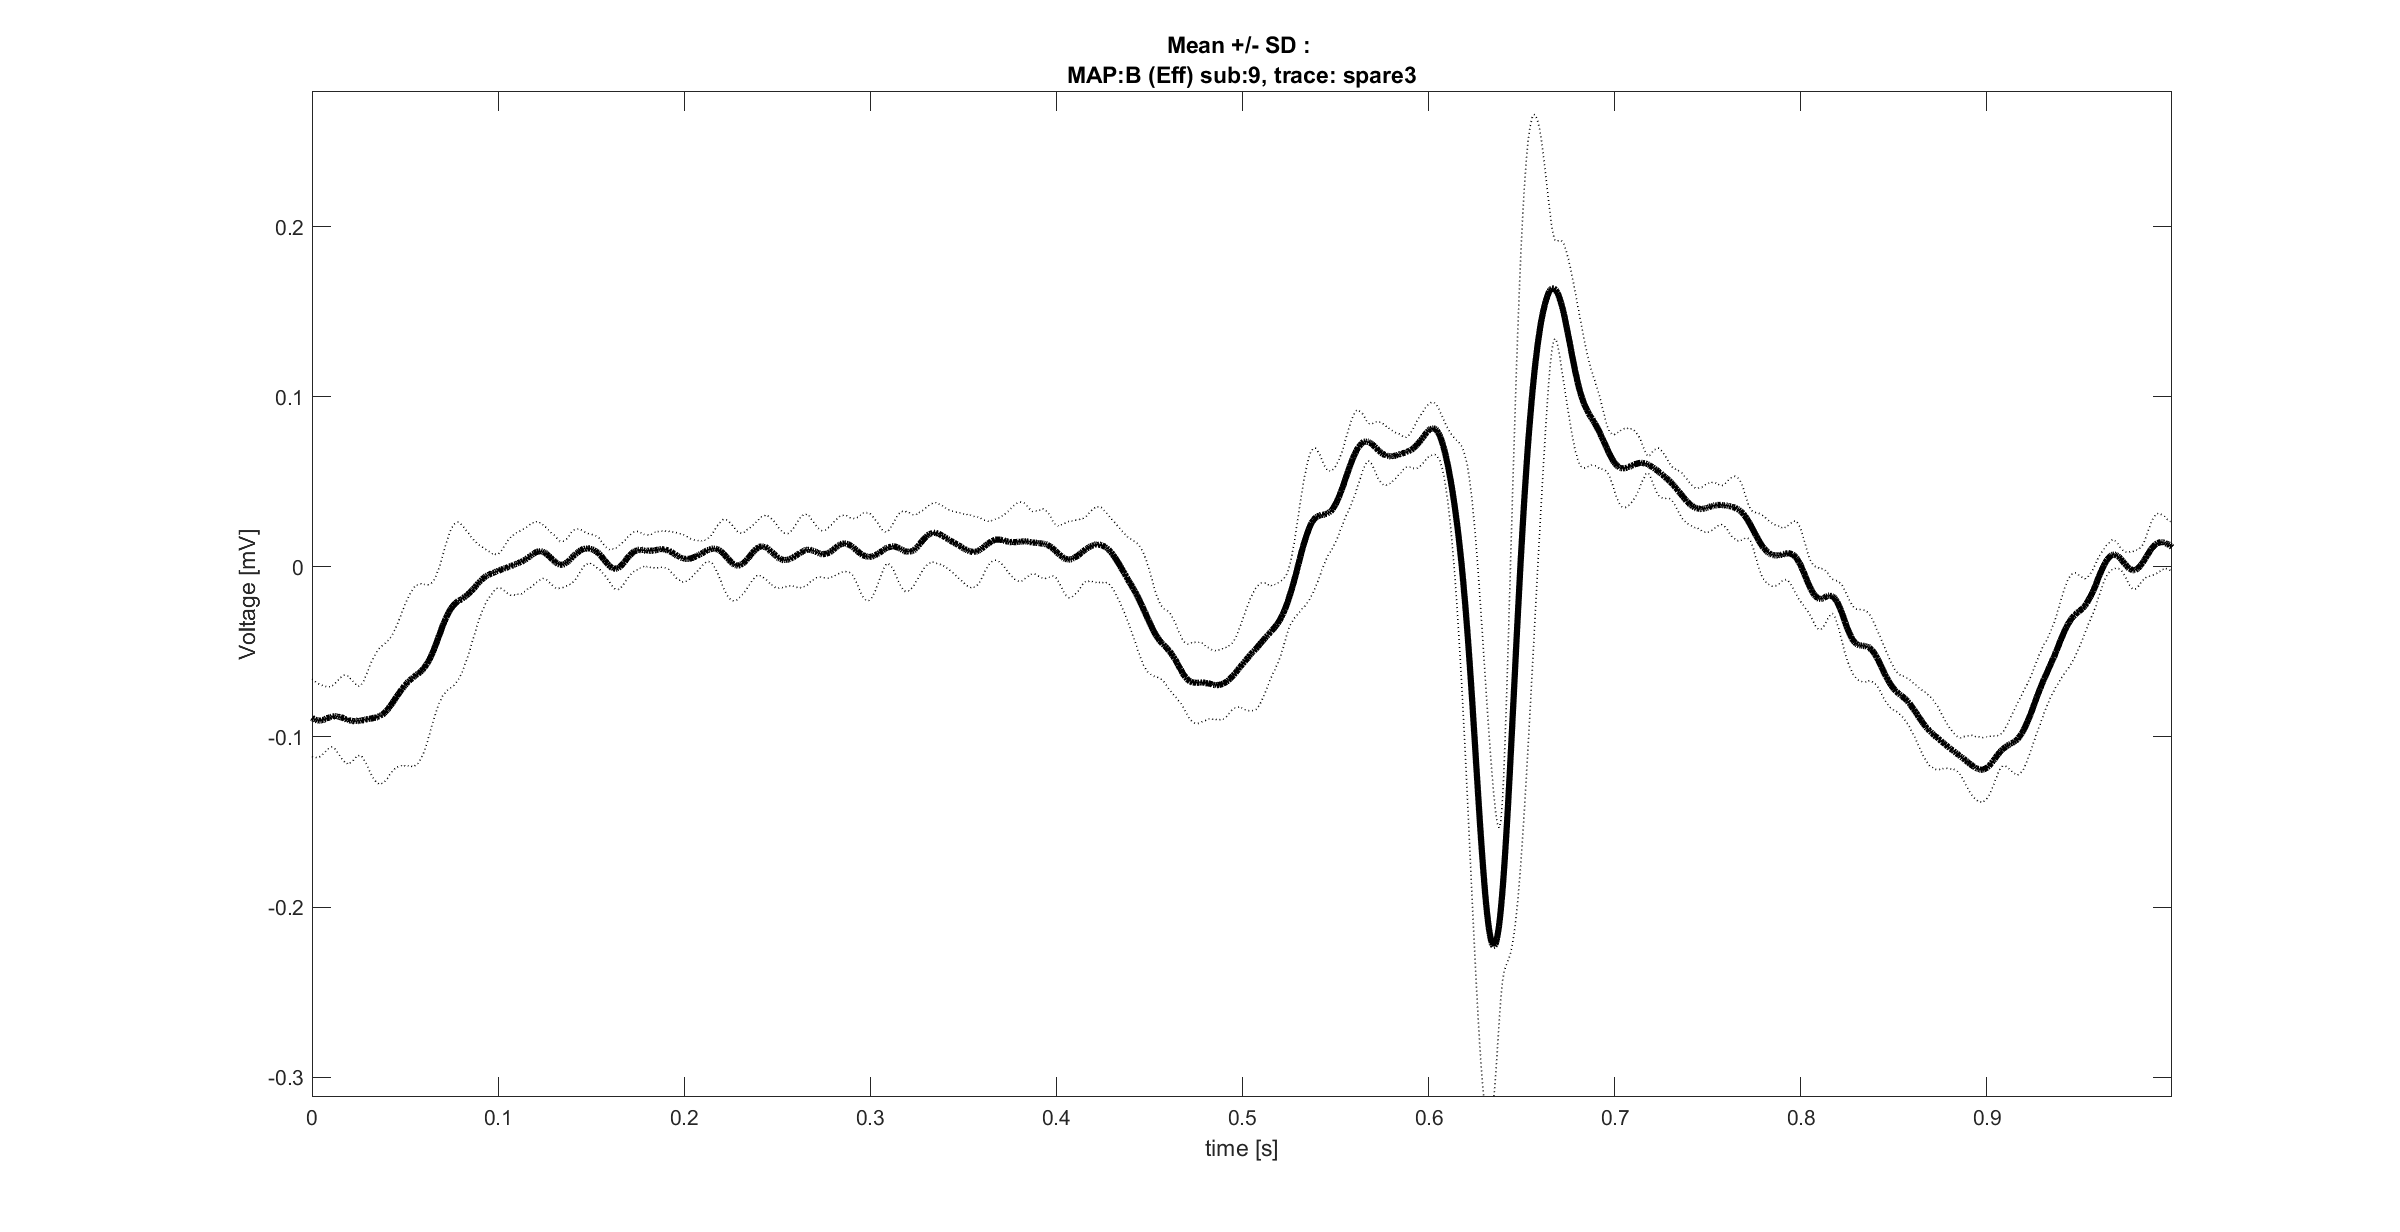 Mean +/- SD :
MAP:B (Eff) sub:9, trace: spare3
Voltage [mV]
0.2
0.1
0
-0.1
-0.2
-0.3
0 0.1 0.2 0.3 0.4 0.5 0.6 0.7 0.8 0.9
time [s]